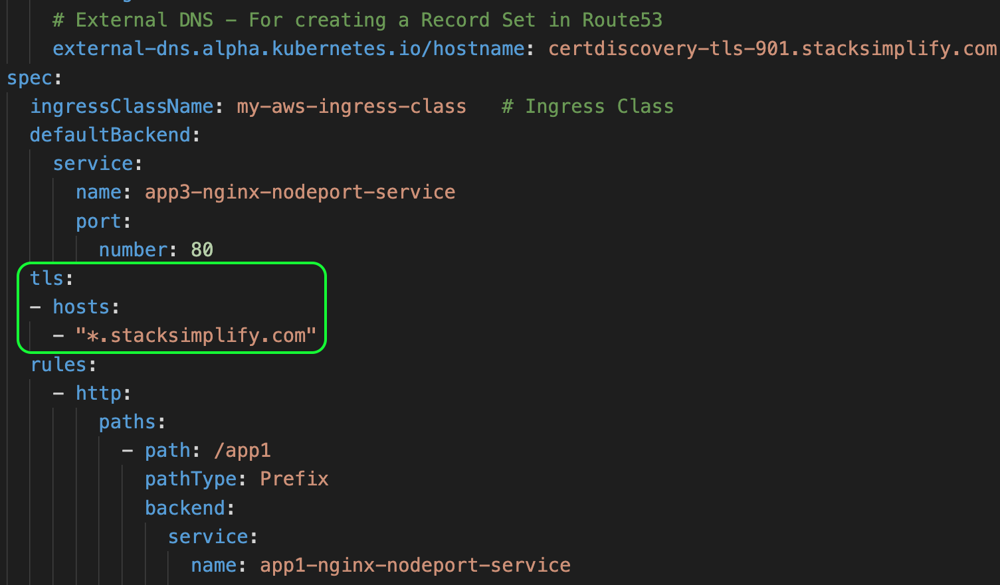 # External DNS - For creating a Record Set in Route53
external-dns.alpha.kubernetes.io/hostname: certdiscovery-tls-901.stacksimplify.com
spec:
ingressClassName: my-aws-ingress-class # Ingress Class
defaultBackend:
service:
name: app3-nginx-nodeport-service
port:
number: 80
tls:
- hosts:
- "*.stacksimplify.com"
rules:
- http:
paths:
- path: /app1
pathType: Prefix
backend:
service:
name: app1-nginx-nodeport-service